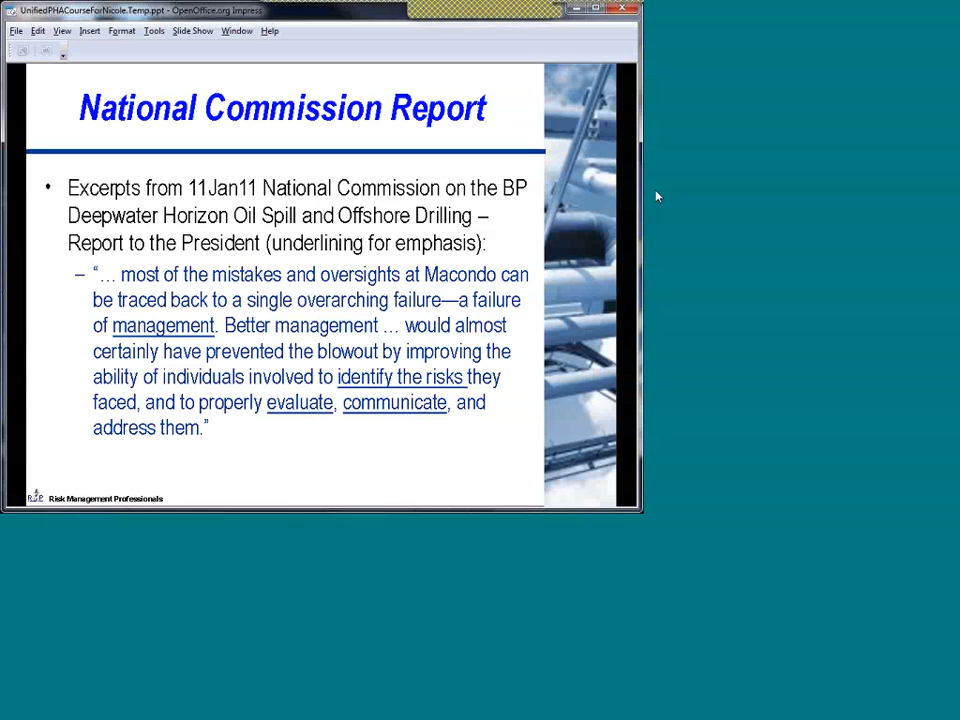 UnifiedPHACourseForNicole.Temp.ppt - OpenOffice.org Impress
File Edit View Insert Format Tools Slide Show Window Help
National Commission Report
• Excerpts from 11Jan11 National Commission on the BP
Deepwater Horizon Oil Spill and Offshore Drilling –
Report to the President (underlining for emphasis):
– “… most of the mistakes and oversights at Macondo can
be traced back to a single overarching failure—a failure
of management. Better management … would almost
certainly have prevented the blowout by improving the
ability of individuals involved to identify the risks they
faced, and to properly evaluate, communicate, and
address them.”
Risk Management Professionals